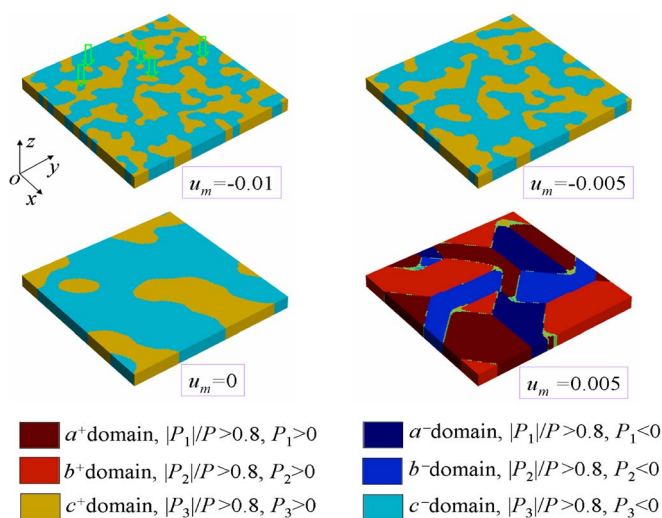 z
y
o
x
u_m=-0.01
u_m=-0.005
u_m=0
u_m=0.005
a⁺domain, |P₁|/P>0.8, P₁>0
a⁻domain, |P₁|/P>0.8, P₁<0
b⁺domain, |P₂|/P>0.8, P₂>0
b⁻domain, |P₂|/P>0.8, P₂<0
c⁺domain, |P₃|/P>0.8, P₃>0
c⁻domain, |P₃|/P>0.8, P₃<0